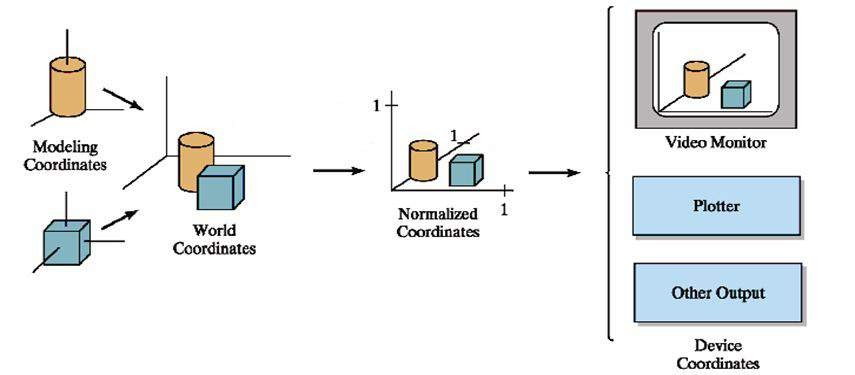 Modeling
Coordinates
World
Coordinates
1
1
1
Normalized
Coordinates
Video Monitor
Plotter
Other Output
Device
Coordinates